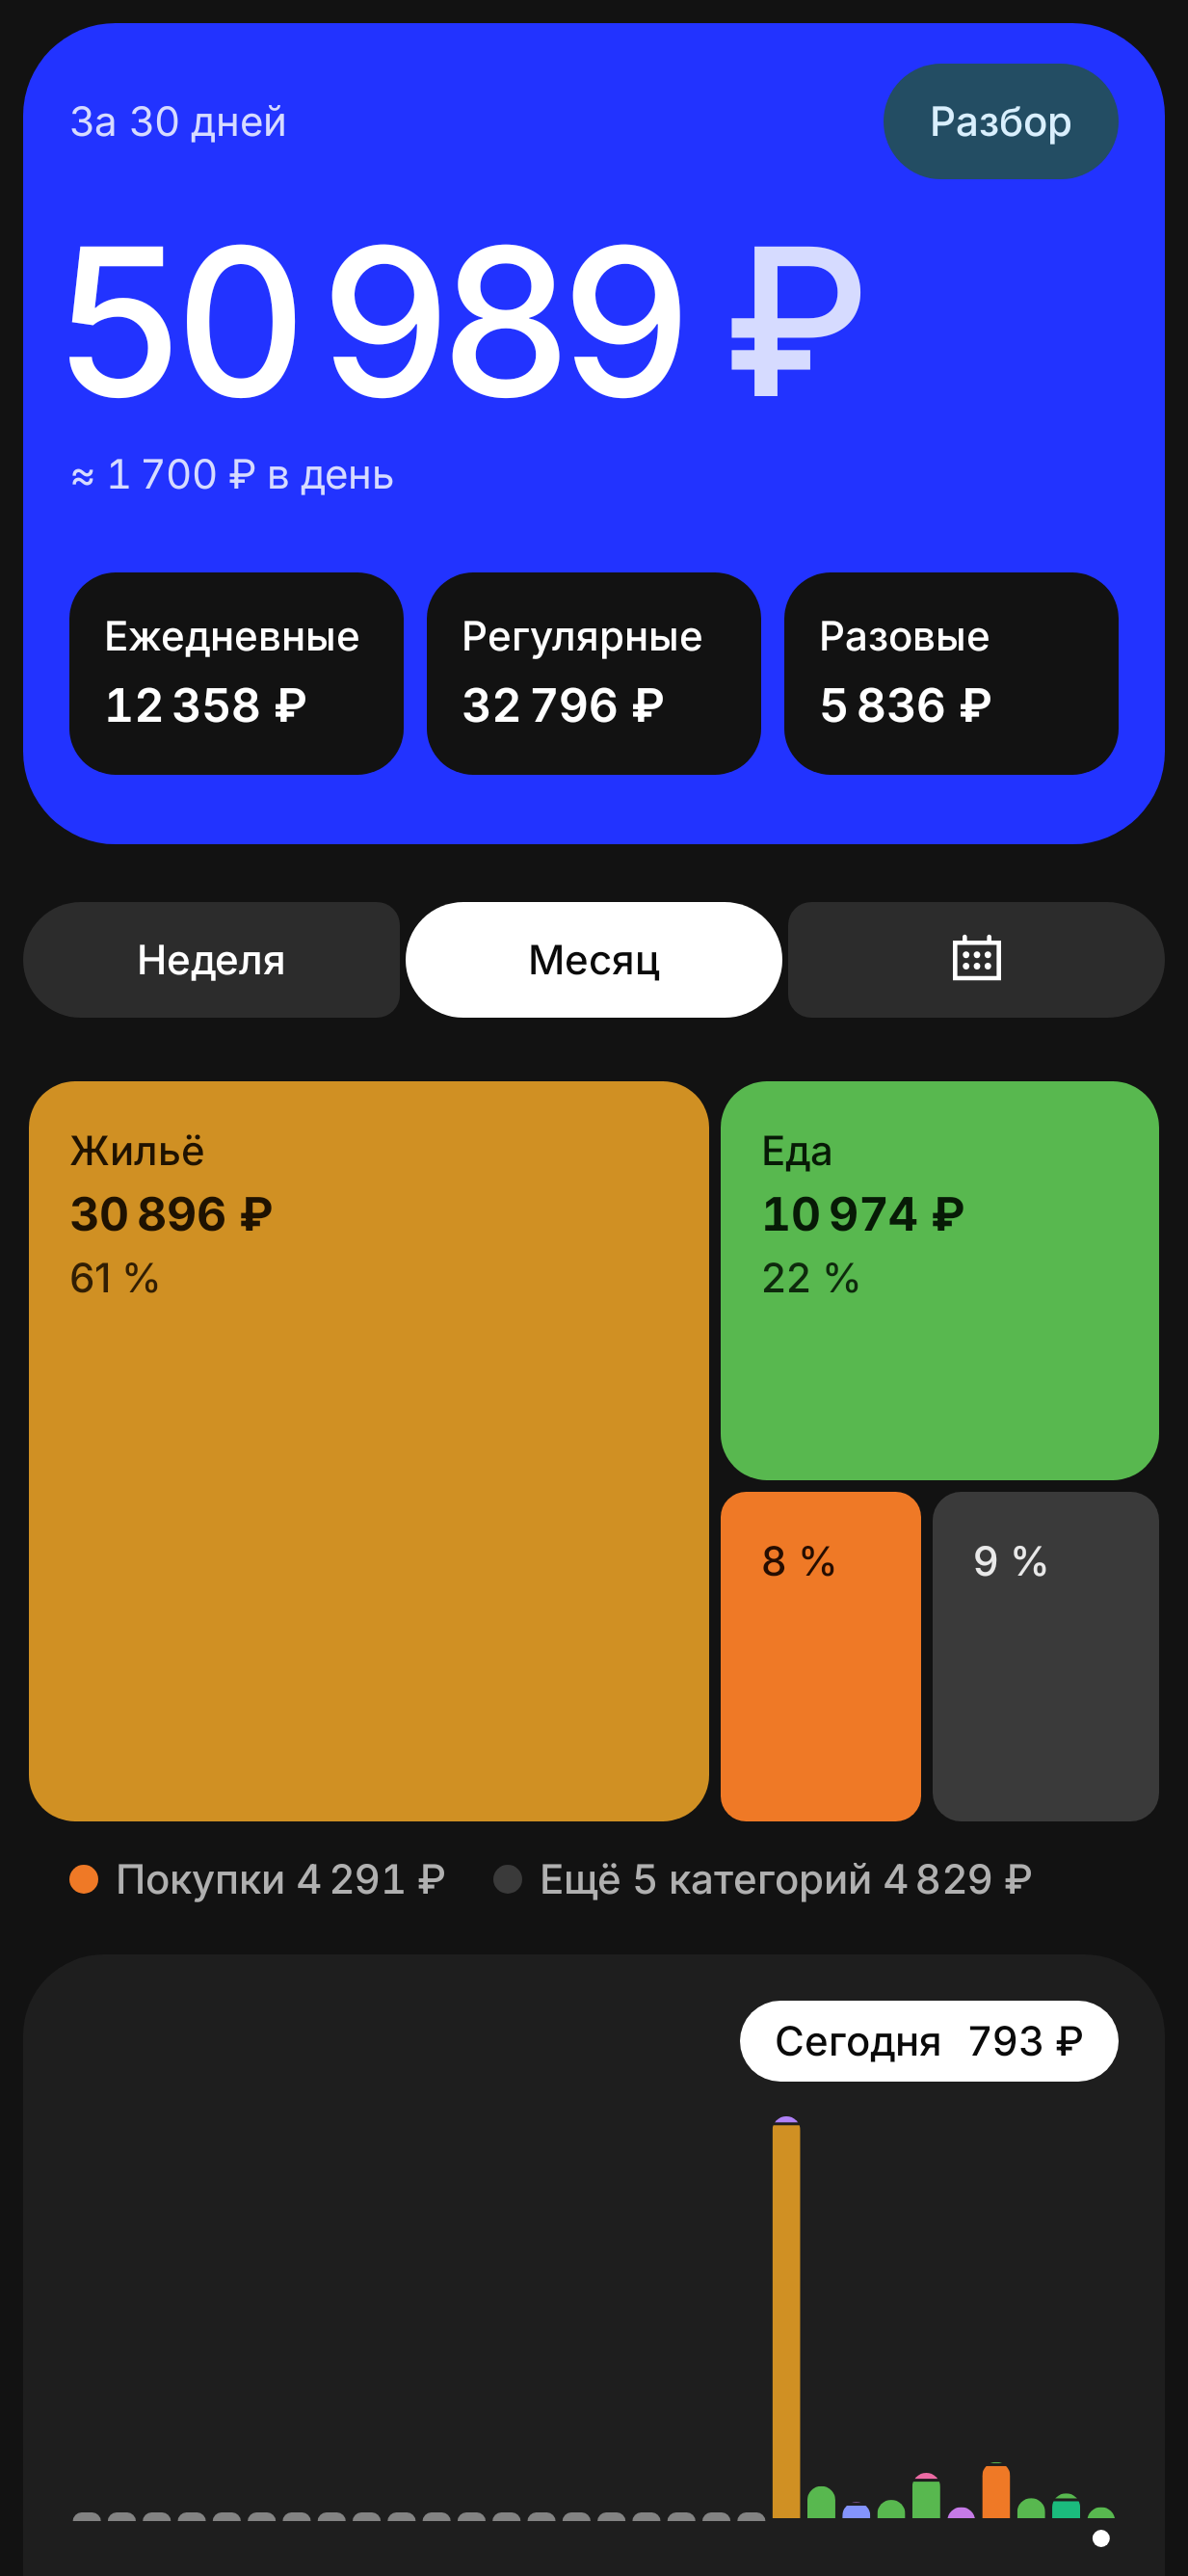 За 30 дней
Разбор
50 989 ₽
≈ 1 700 ₽ в день
Ежедневные
12 358 ₽
Регулярные
32 796 ₽
Разовые
5 836 ₽
Неделя
Месяц
Жильё
30 896 ₽
61 %
Еда
10 974 ₽
22 %
8 %
9 %
Покупки 4 291 ₽
Ещё 5 категорий 4 829 ₽
Сегодня 793 ₽